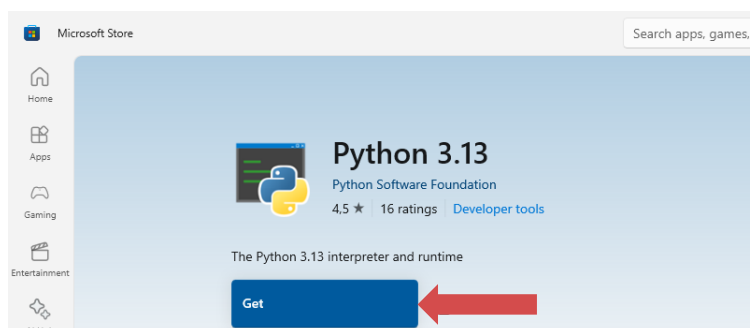 Microsoft Store
Search apps, games,
Home
Apps
Gaming
Entertainment
Python 3.13
Python Software Foundation
4,5 ★ 16 ratings Developer tools
The Python 3.13 interpreter and runtime
Get